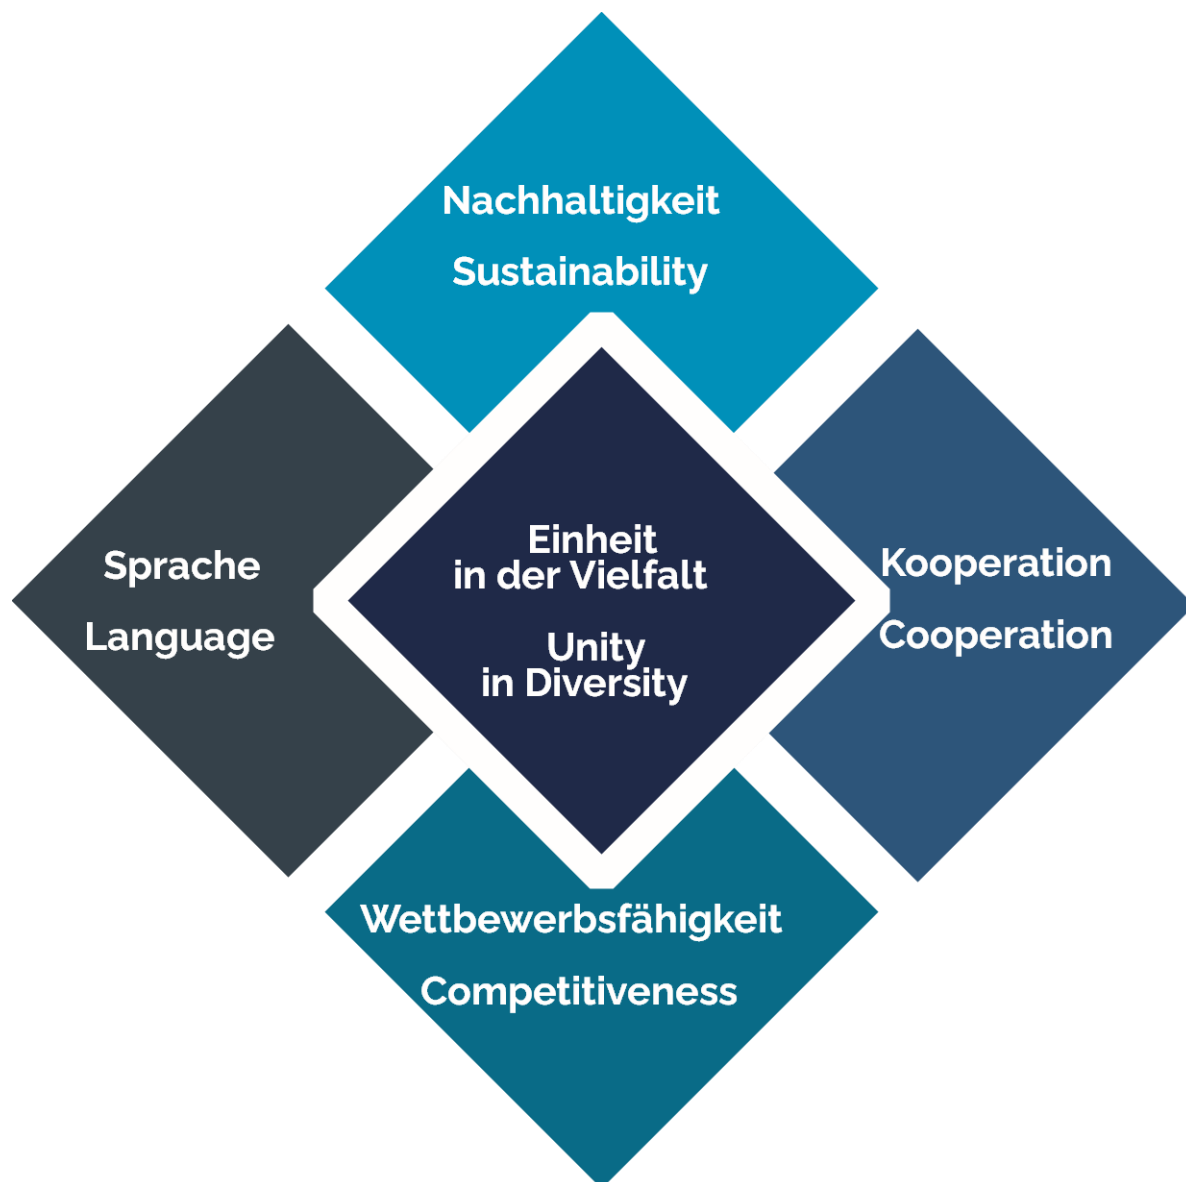 Nachhaltigkeit
Sustainability
Sprache
Language
Einheit
in der Vielfalt
Unity
in Diversity
Kooperation
Cooperation
Wettbewerbsfähigkeit
Competitiveness